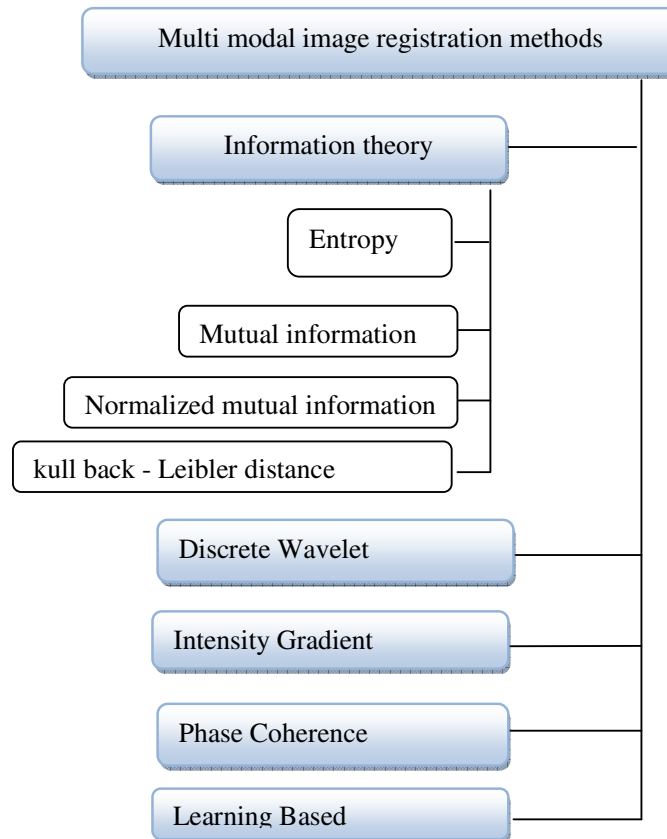 Multi modal image registration methods
Information theory
Entropy
Mutual information
Normalized mutual information
kull back - Leibler distance
Discrete Wavelet
Intensity Gradient
Phase Coherence
Learning Based